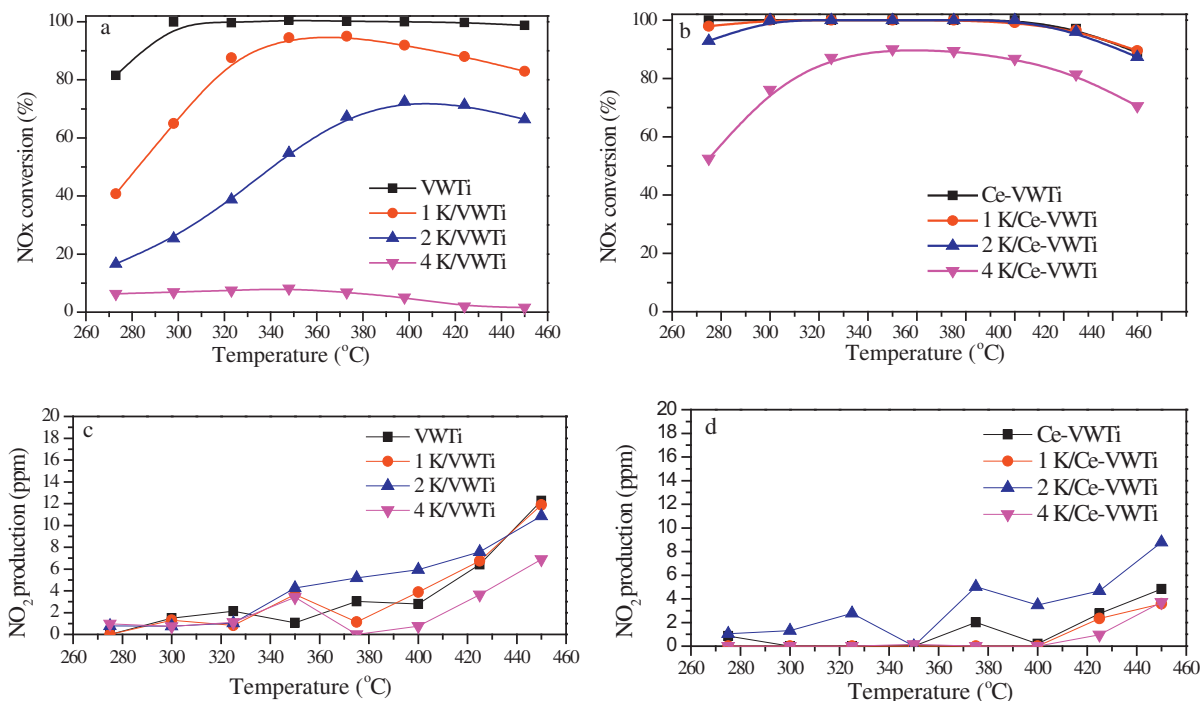 a
NOx conversion (%)
100
80
60
40
20
0
VWTi
1 K/VWTi
2 K/VWTi
4 K/VWTi
260 280 300 320 340 360 380 400 420 440 460
Temperature (°C)
b
NOx conversion (%)
100
80
60
40
20
0
Ce-VWTi
1 K/Ce-VWTi
2 K/Ce-VWTi
4 K/Ce-VWTi
260 280 300 320 340 360 380 400 420 440 460
Temperature (°C)
c
NO₂ production (ppm)
20
18
16
14
12
10
8
6
4
2
0
VWTi
1 K/VWTi
2 K/VWTi
4 K/VWTi
260 280 300 320 340 360 380 400 420 440 460
Temperature (°C)
d
NO₂ production (ppm)
20
18
16
14
12
10
8
6
4
2
0
Ce-VWTi
1 K/Ce-VWTi
2 K/Ce-VWTi
4 K/Ce-VWTi
260 280 300 320 340 360 380 400 420 440 460
Temperature (°C)